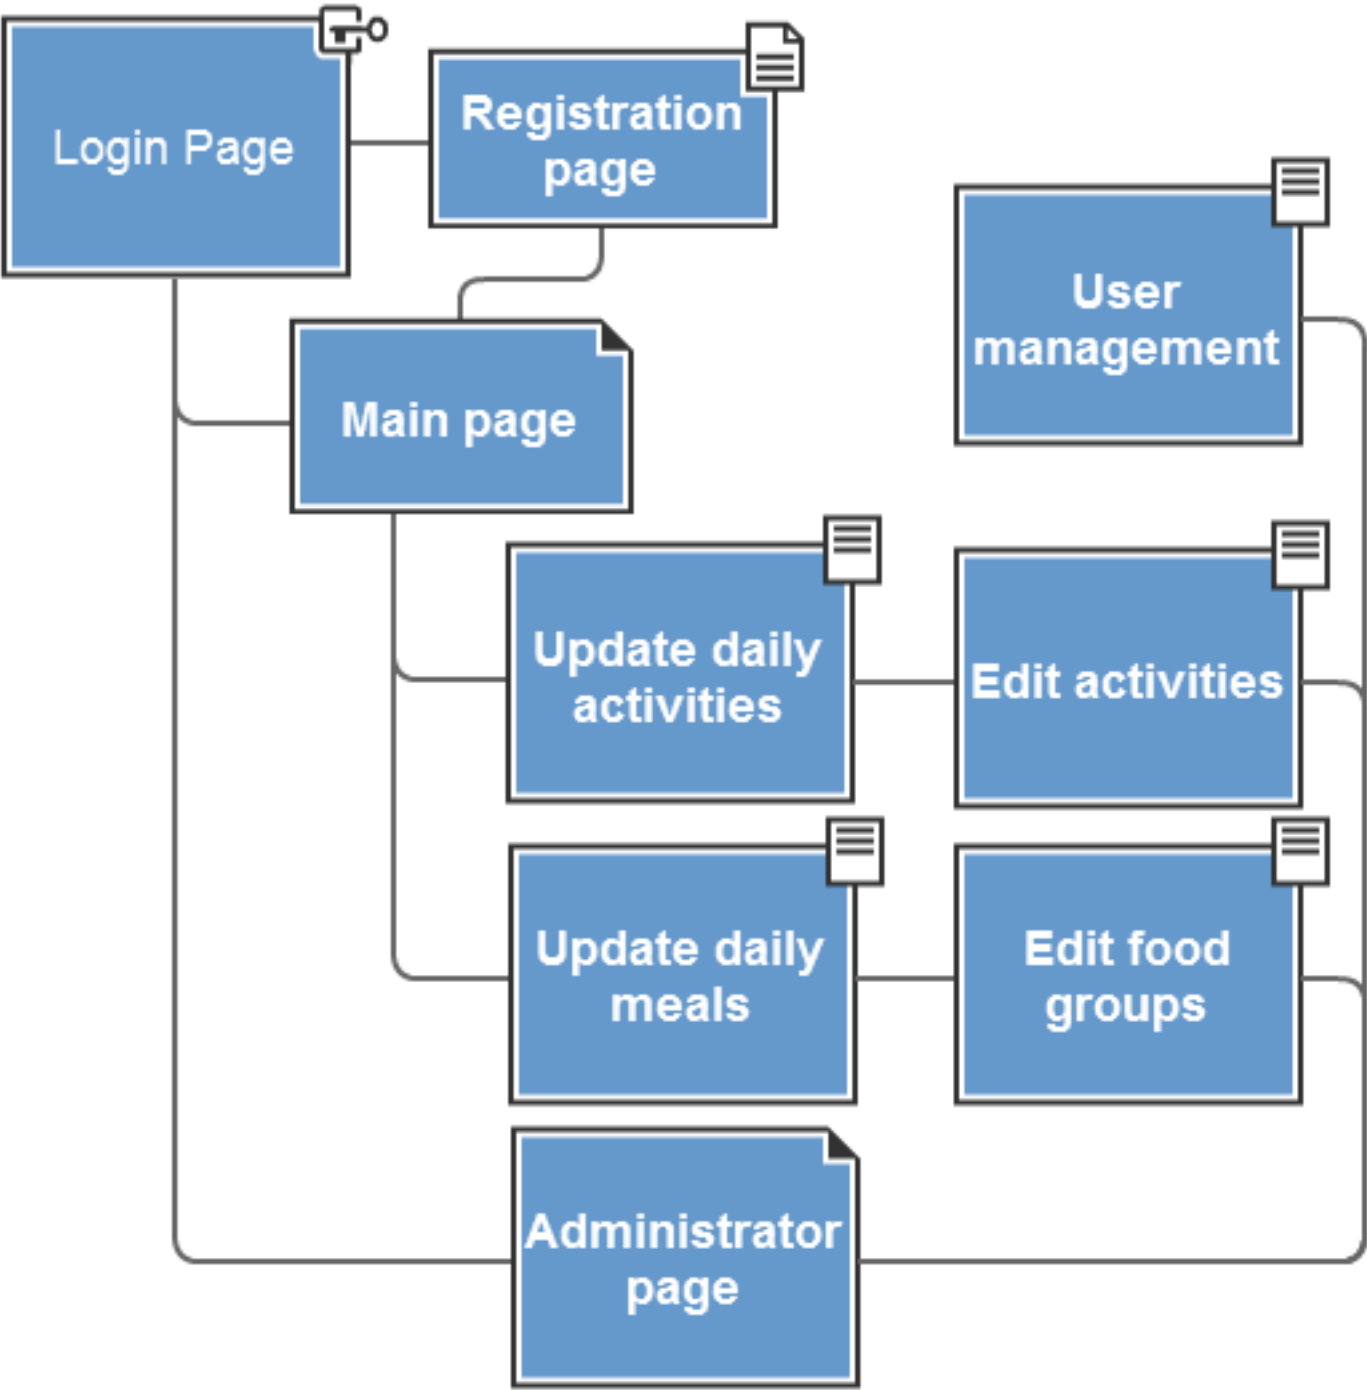 Login Page
Registration
page
User
management
Main page
Update daily
activities
Edit activities
Update daily
meals
Edit food
groups
Administrator
page